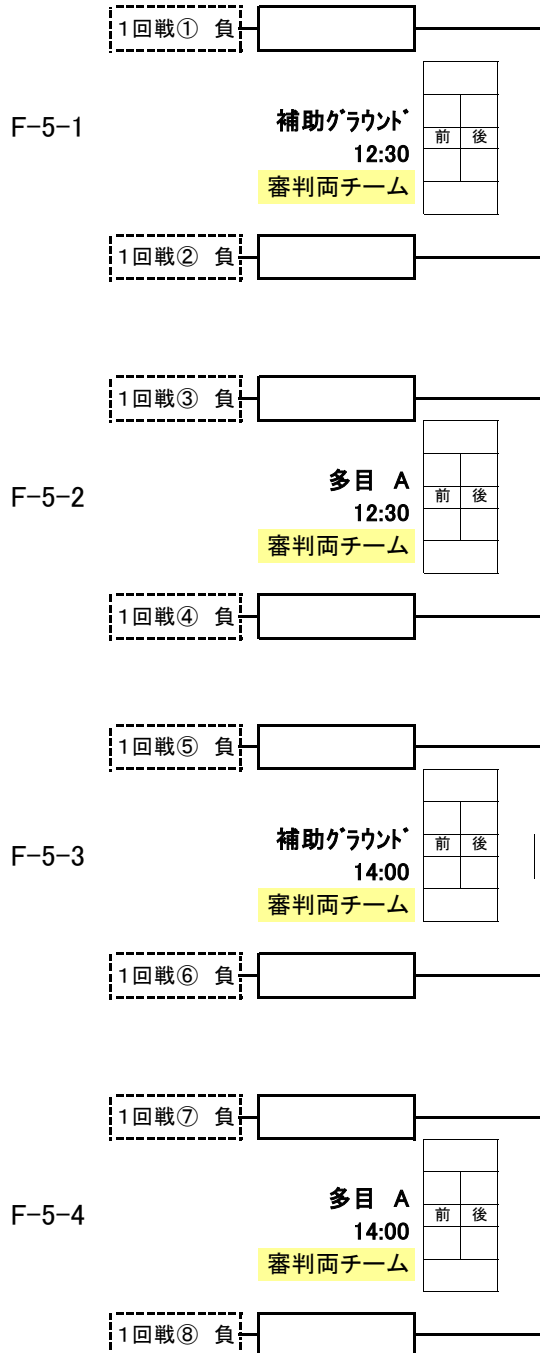 1回戦① 負
F-5-1
補助グラウンド
12:30
審判両チーム
前 後
1回戦② 負
1回戦③ 負
F-5-2
多目 A
12:30
審判両チーム
前 後
1回戦④ 負
1回戦⑤ 負
F-5-3
補助グラウンド
14:00
審判両チーム
前 後
1回戦⑥ 負
1回戦⑦ 負
F-5-4
多目 A
14:00
審判両チーム
前 後
1回戦⑧ 負